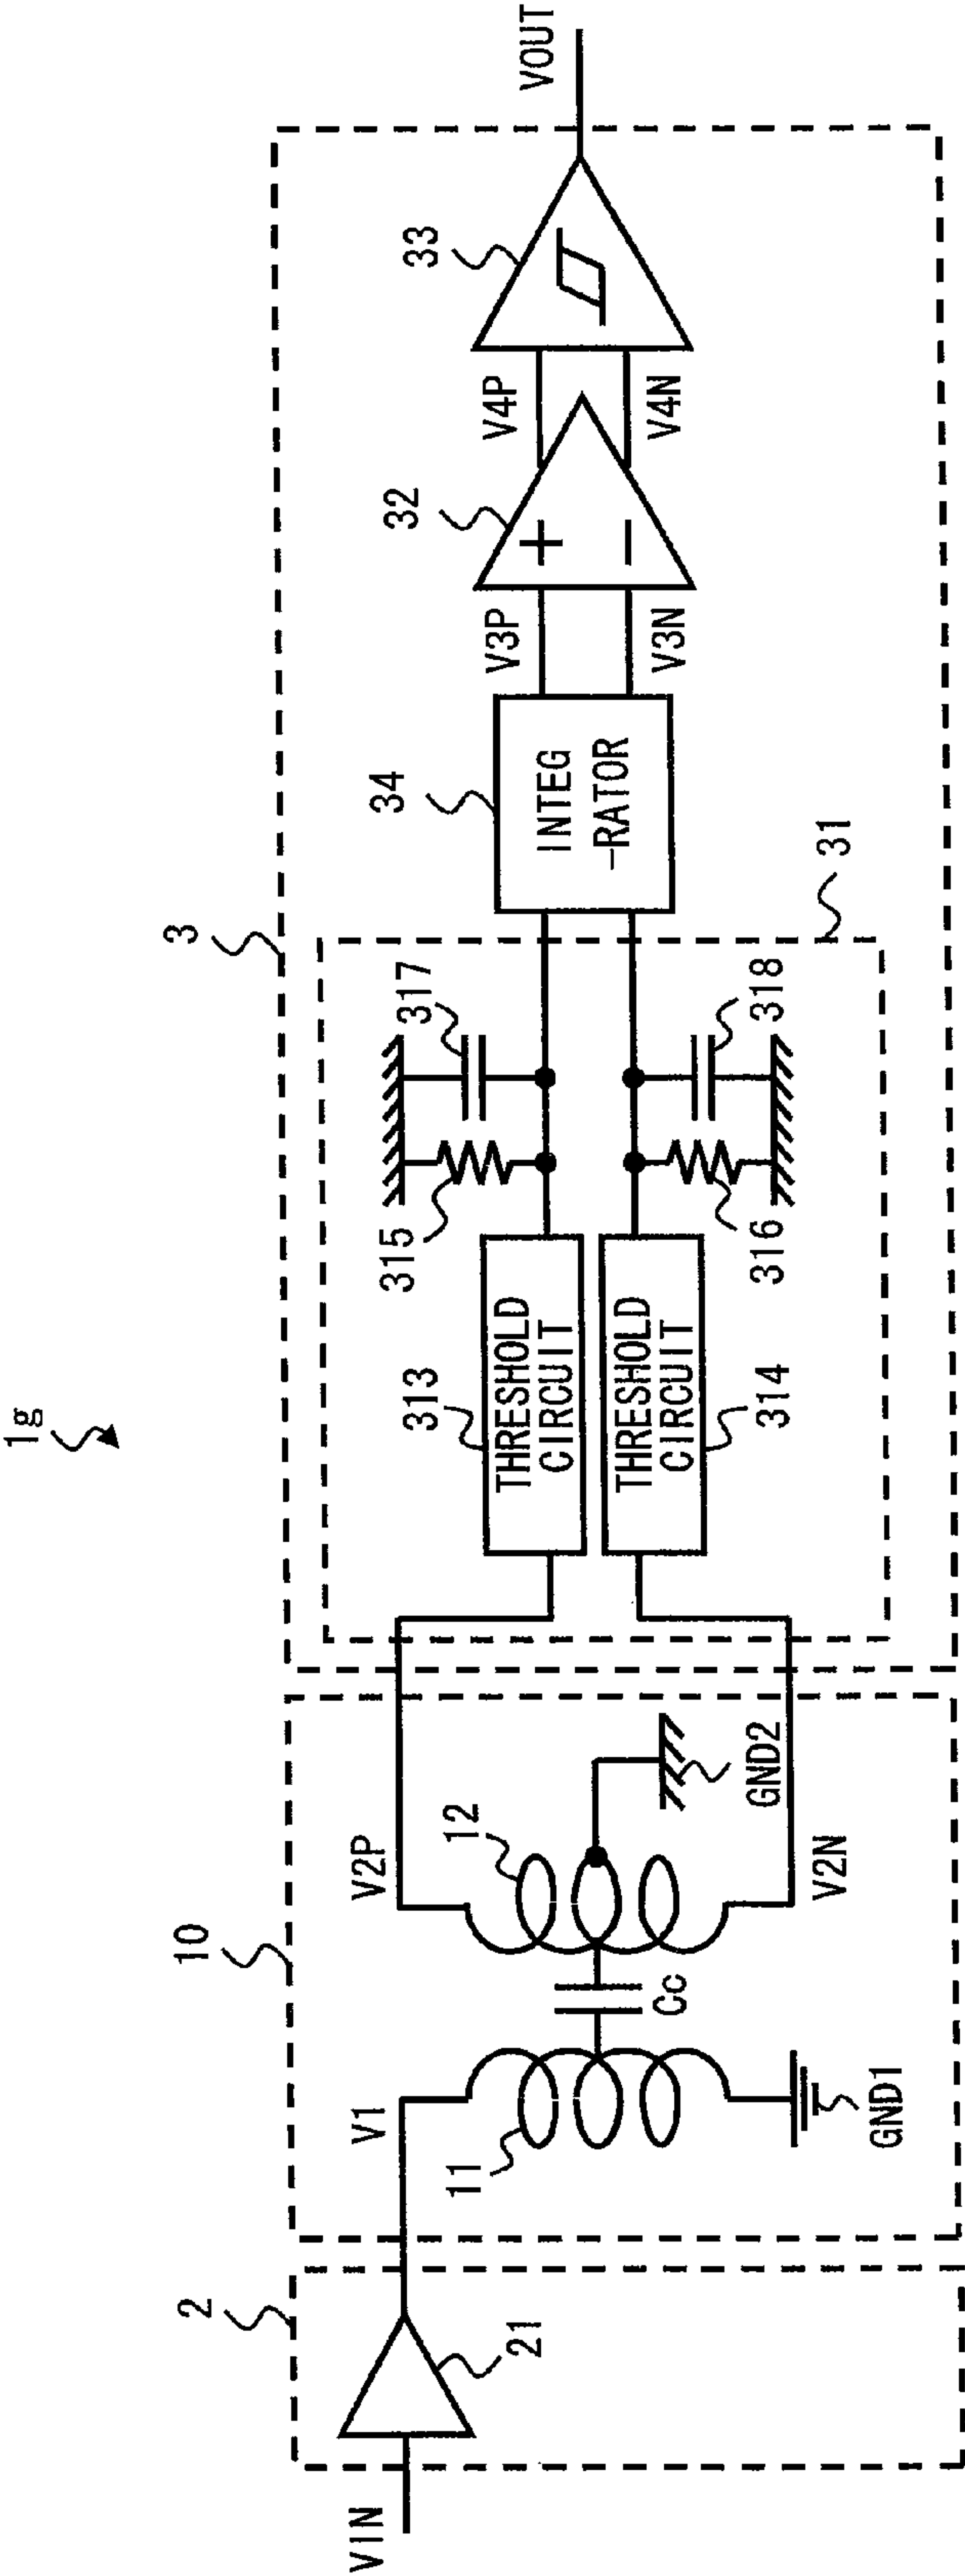 1g
2
10
3
VIN
21
V1
11
GND1
Cc
12
V2P
V2N
GND2
31
313
THRESHOLD
CIRCUIT
THRESHOLD
CIRCUIT
314
315
317
316
318
34
INTEG
-RATOR
V3P
V3N
32
+
−
V4P
V4N
33
VOUT